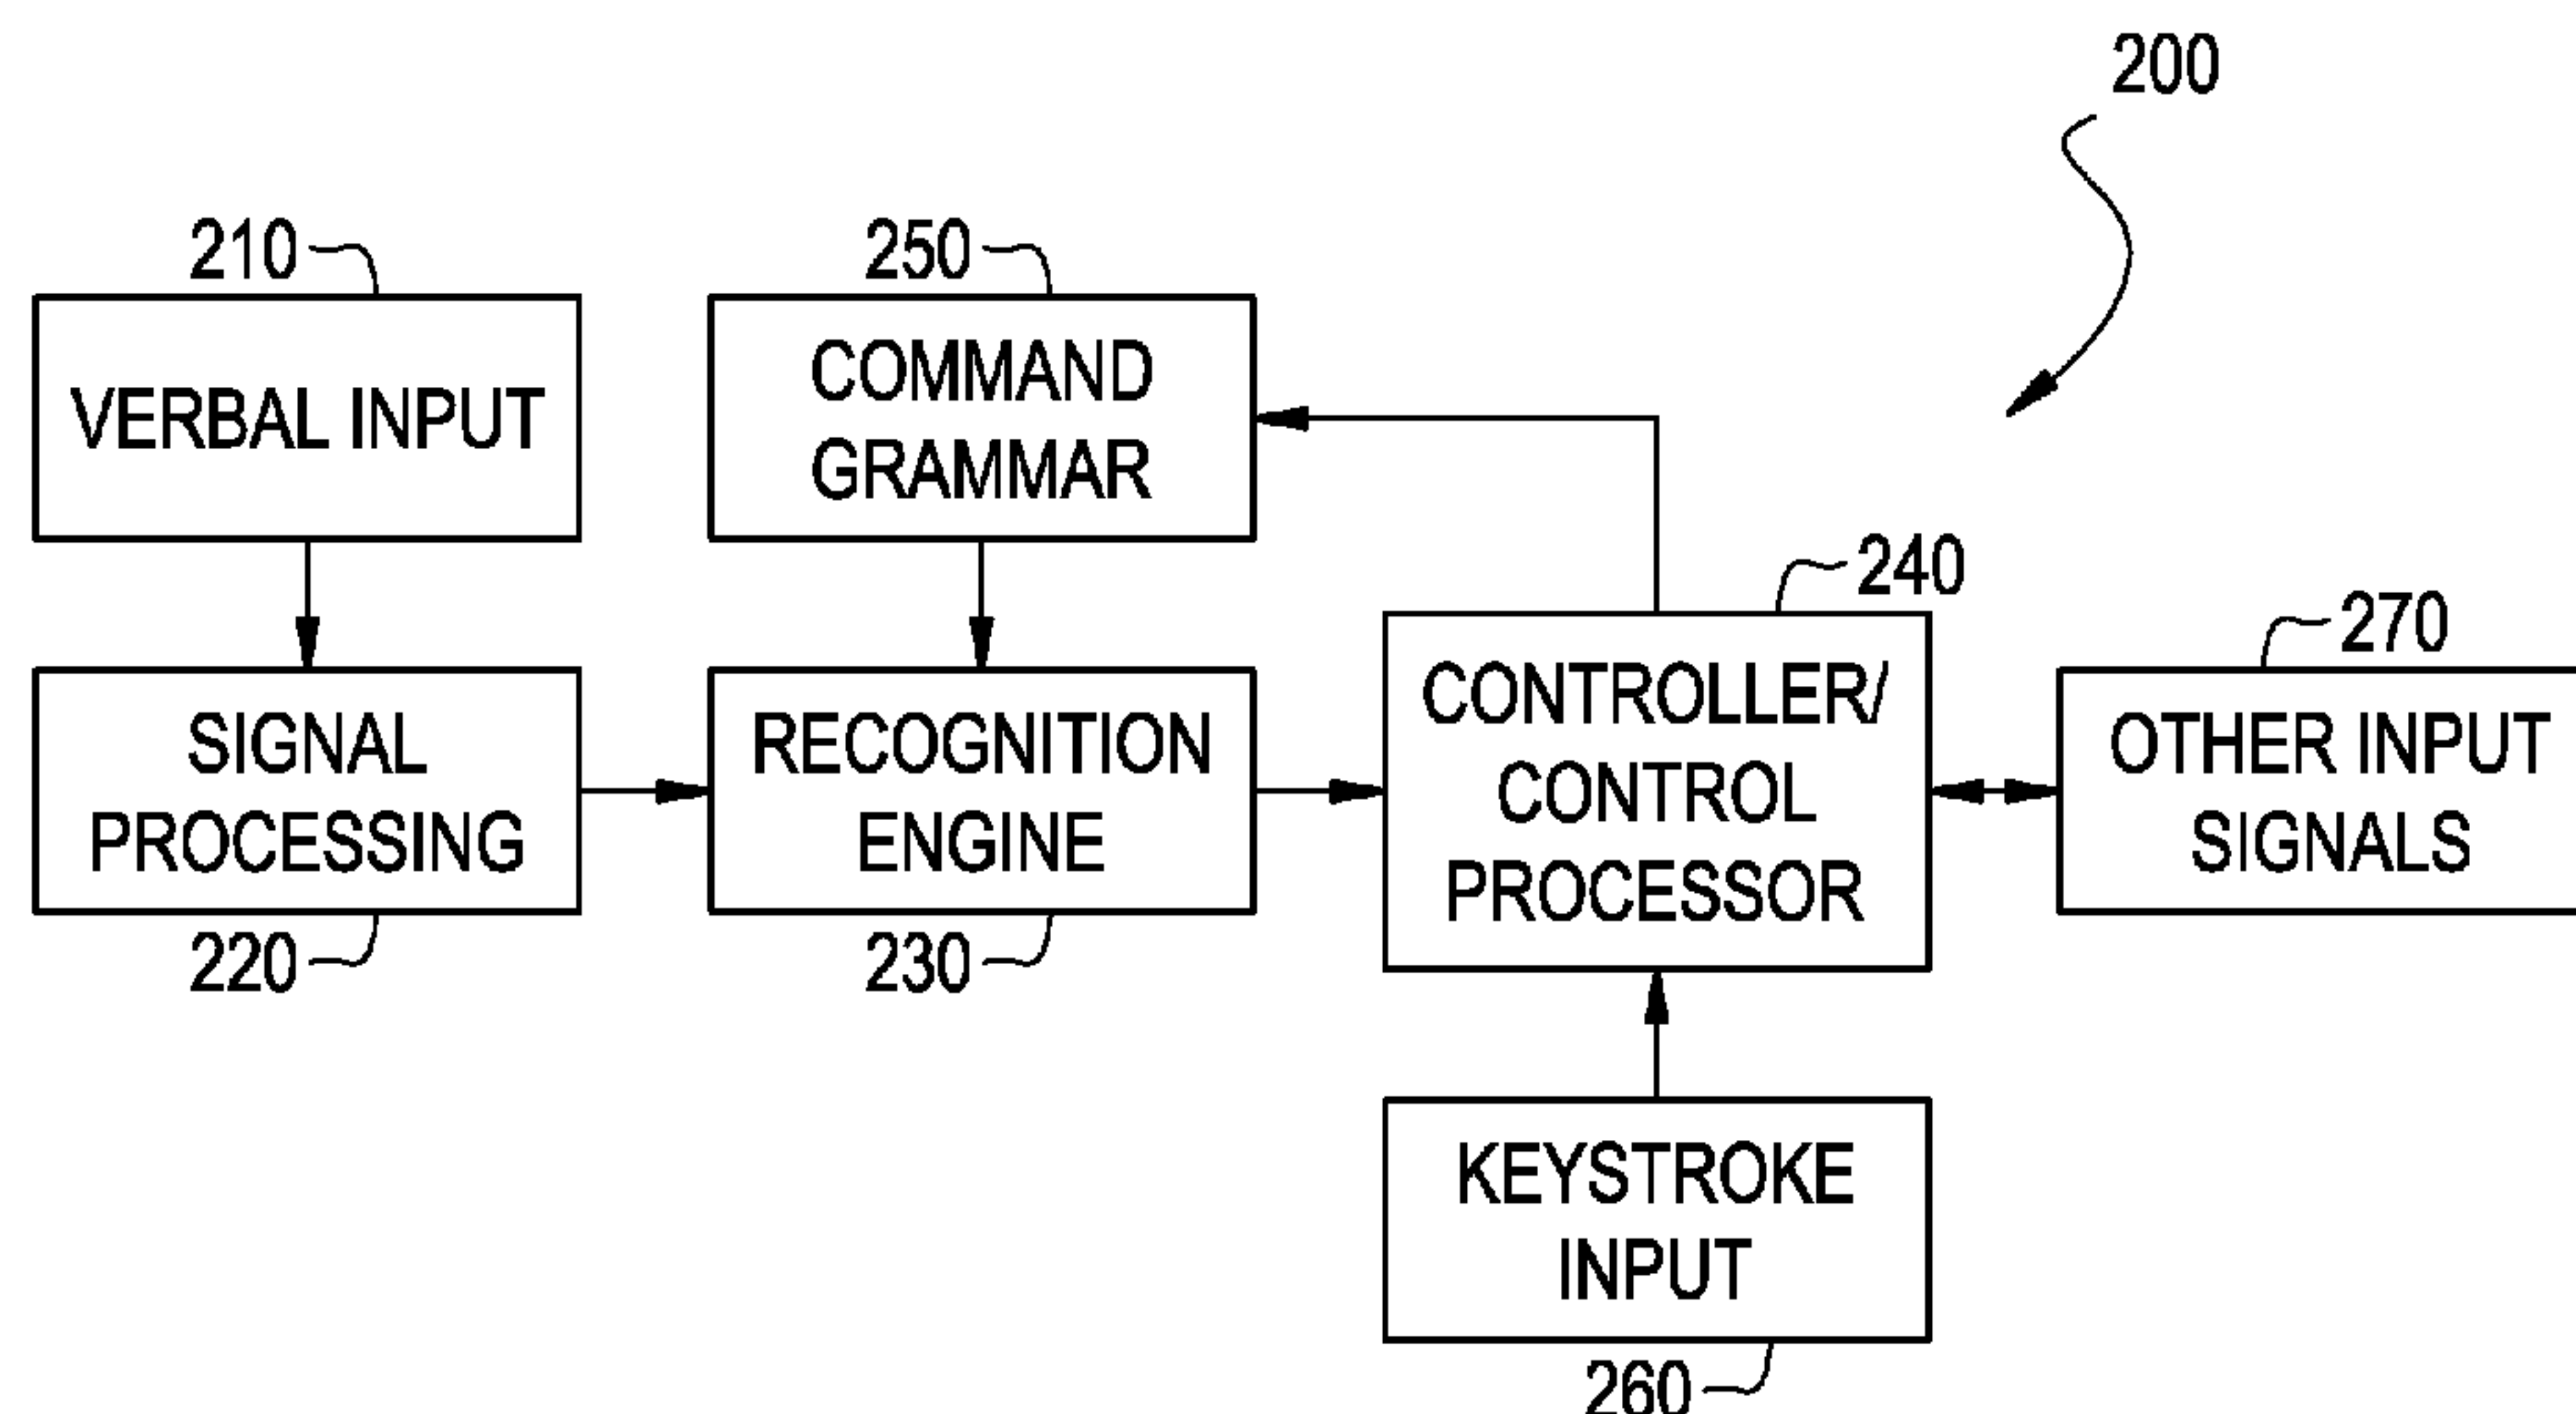 200
210
250
VERBAL INPUT
COMMAND
GRAMMAR
240
270
SIGNAL
PROCESSING
RECOGNITION
ENGINE
CONTROLLER/
CONTROL
PROCESSOR
OTHER INPUT
SIGNALS
220
230
KEYSTROKE
INPUT
260